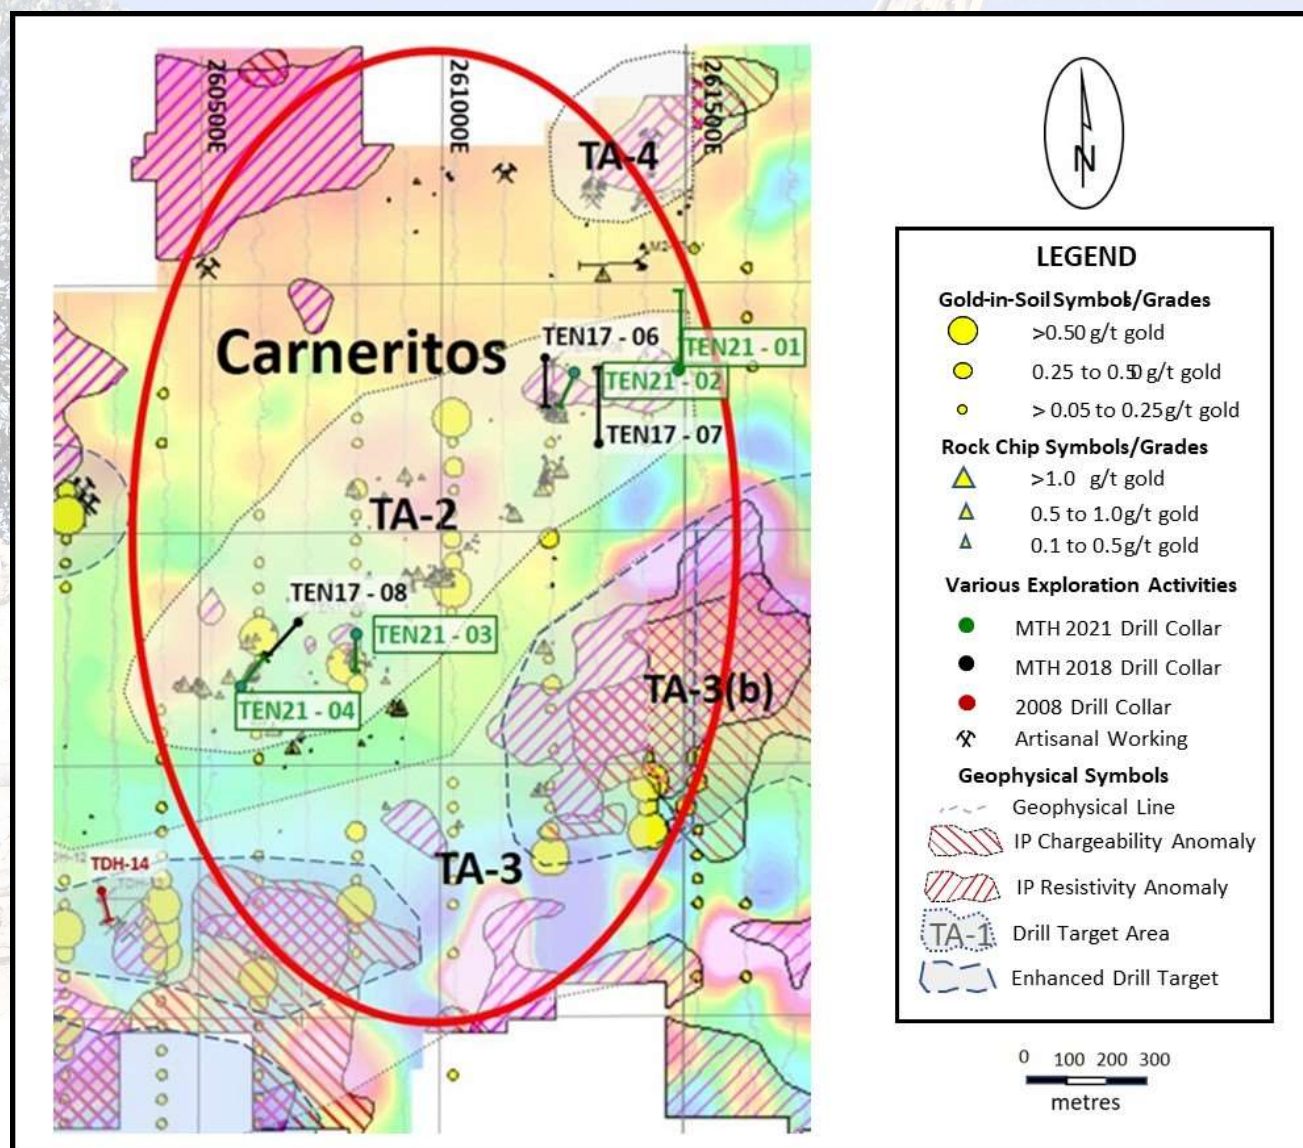 260500E
261000E
261500E
TA-4
Carneritos
TEN17 - 06
TEN21 - 01
TEN21 - 02
TEN17 - 07
TA-2
TEN17 - 08
TEN21 - 03
TEN21 - 04
TA-3(b)
TA-3
TDH-14
N
LEGEND
Gold-in-Soil Symbols/Grades
>0.50 g/t gold
0.25 to 0.50 g/t gold
> 0.05 to 0.25g/t gold
Rock Chip Symbols/Grades
>1.0 g/t gold
0.5 to 1.0g/t gold
0.1 to 0.5g/t gold
Various Exploration Activities
MTH 2021 Drill Collar
MTH 2018 Drill Collar
2008 Drill Collar
Artisanal Working
Geophysical Symbols
Geophysical Line
IP Chargeability Anomaly
IP Resistivity Anomaly
TA-1 Drill Target Area
Enhanced Drill Target
0 100 200 300
metres